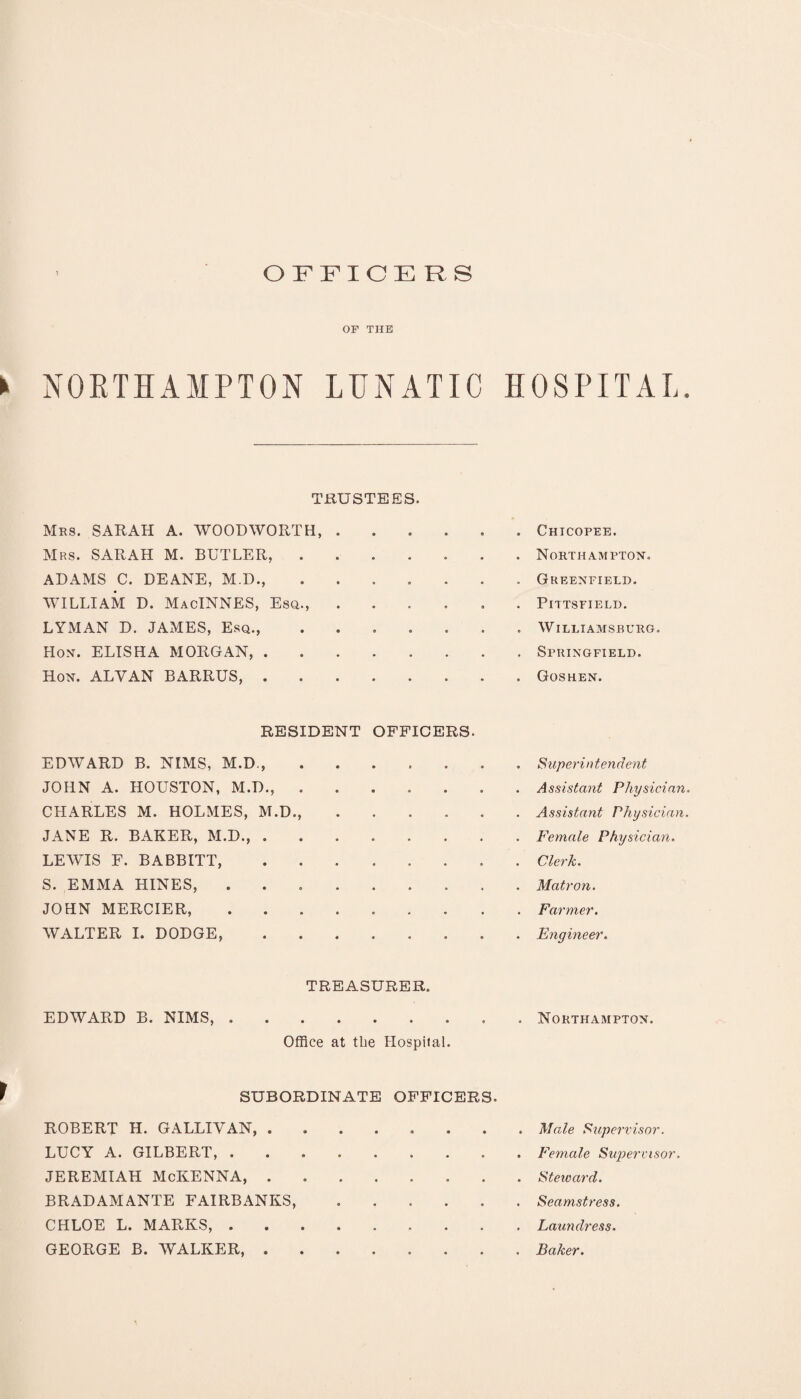 OFFICERS
OF THE
NORTHAMPTON LUNATIC HOSPITAL.
TRUSTEES.
Mrs. SARAH A. WOODWORTH, . . . . . . Chicopee.
Mrs. SARAH M. BUTLER, . . . . . . . Northampton.
ADAMS C. DEANE, M.D., . . . . . . . Greenfield.
WILLIAM D. MacINNES, Esq., . . . . . . Pittsfield.
LYMAN D. JAMES, Esq., . . . . . . . Williamsburg.
Hon. ELISHA MORGAN, . . . . . . . . Springfield.
Hon. ALVAN BARRUS, . . . . . . . . Goshen.
RESIDENT OFFICERS.
EDWARD B. NIMS, M.D., . . . . . . . Superintendent
JOHN A. HOUSTON, M.D., . . . . . . . Assistant Physician.
CHARLES M. HOLMES, M.D., . . . . . . Assistant Physician.
JANE R. BAKER, M.D., . . . . . . . . Female Physician.
LEWIS F. BABBITT, . . . . . . . . Clerk.
S. EMMA HINES, . . . . . . . . . Matron.
JOHN MERCIER, . . . . . . . . . Farmer.
WALTER I. DODGE, . . . . . . . . Engineer.
TREASURER.
EDWARD B. NIMS, . . . . . . . . . Northampton.
Office at the Hospital.
SUBORDINATE OFFICERS.
ROBERT H. GALLIVAN, . . . . . . . . Male Supervisor.
LUCY A. GILBERT, . . . . . . . . . Female Supervisor.
JEREMIAH McKENNA, . . . . . . . . Steward.
BRADAMANTE FAIRBANKS, . . . . . . Seamstress.
CHLOE L. MARKS, . . . . . . . . . Laundress.
GEORGE B. WALKER, . . . . . . . . Baker.